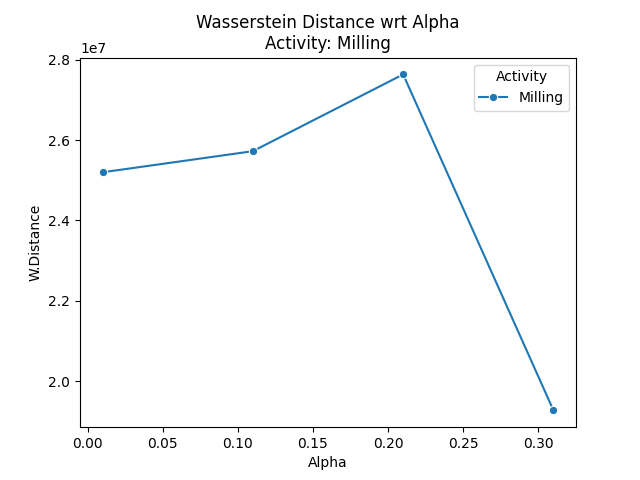 Wasserstein Distance wrt Alpha
Activity: Milling
1e7
2.8
2.6
2.4
2.2
2.0
W.Distance
Activity
Milling
0.00 0.05 0.10 0.15 0.20 0.25 0.30
Alpha